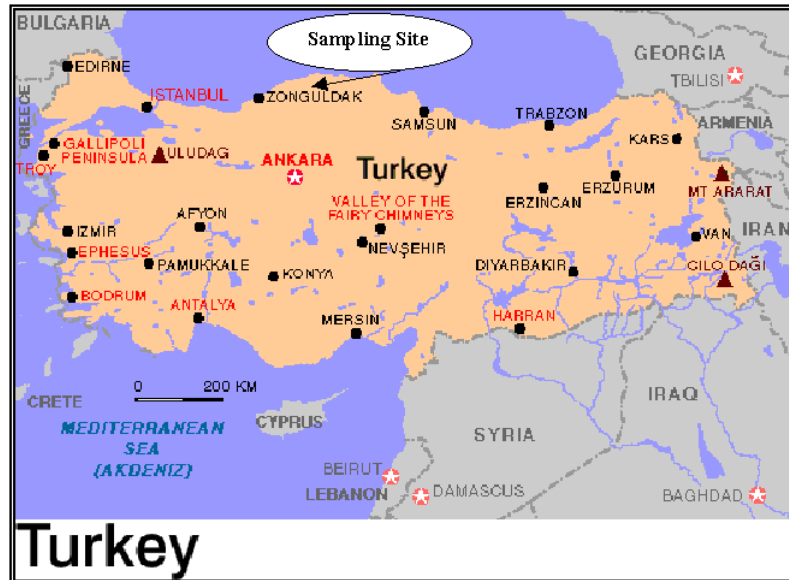 BULGARIA
Sampling Site
GEORGIA
EDIRNE
TBILISI
ISTANBUL
ZONGULDAK
GREECE
SAMSUN
TRABZON
ARMENIA
KARS
GALLIPOLI
PENINSULA
ULUDAG
TROY
ANKARA
Turkey
MT ARARAT
ERZURUM
ERZINCAN
VALLEY OF THE
FAIRY CHIMNEYS
IRAN
IZMIR
AFYON
VAN
NEVŞEHIR
EPHESUS
PAMUKKALE
KONYA
DIYARBAKIR
CILO DAĞI
BODRUM
ANTALYA
MERSIN
HARRAN
0 200 KM
CRETE
IRAQ
CYPRUS
MEDITERRANEAN
SEA
(AKDENIZ)
SYRIA
BEIRUT
LEBANON
DAMASCUS
BAGHDAD
Turkey